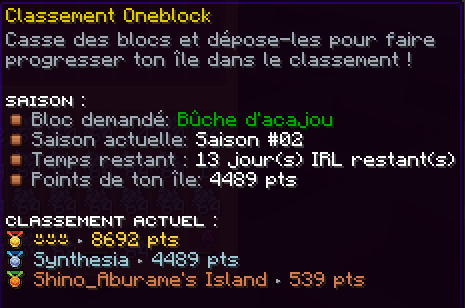 Classement Oneblock
Casse des blocs et dépose-les pour faire
progresser ton île dans le classement !
SAISON :
Bloc demandé: Bûche d'acajou
Saison actuelle: Saison #02
Temps restant : 13 jour(s) IRL restant(s)
Points de ton île: 4489 pts
CLASSEMENT ACTUEL :
‣ 8692 pts
Synthesia ‣ 4489 pts
Shino_Aburame's Island ‣ 539 pts